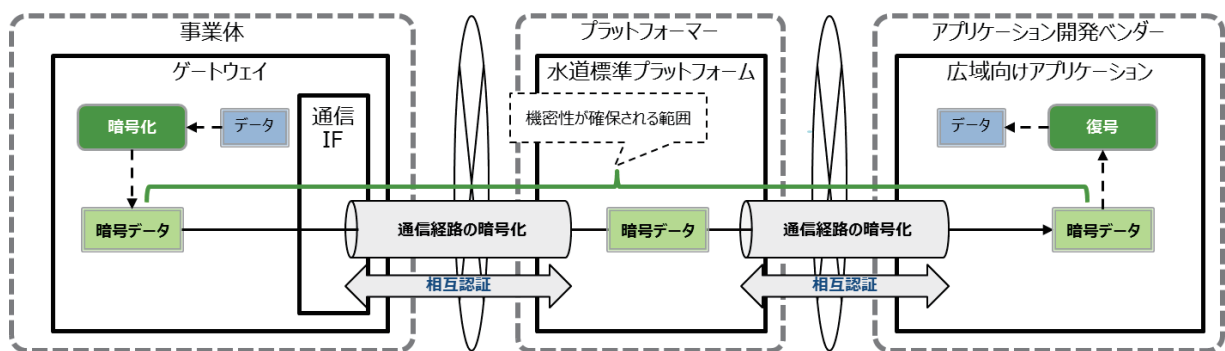 事業体
ゲートウェイ
暗号化
データ
通信
IF
暗号データ
通信経路の暗号化
相互認証
プラットフォーマー
水道標準プラットフォーム
機密性が確保される範囲
暗号データ
通信経路の暗号化
相互認証
アプリケーション開発ベンダー
広域向けアプリケーション
データ
復号
暗号データ